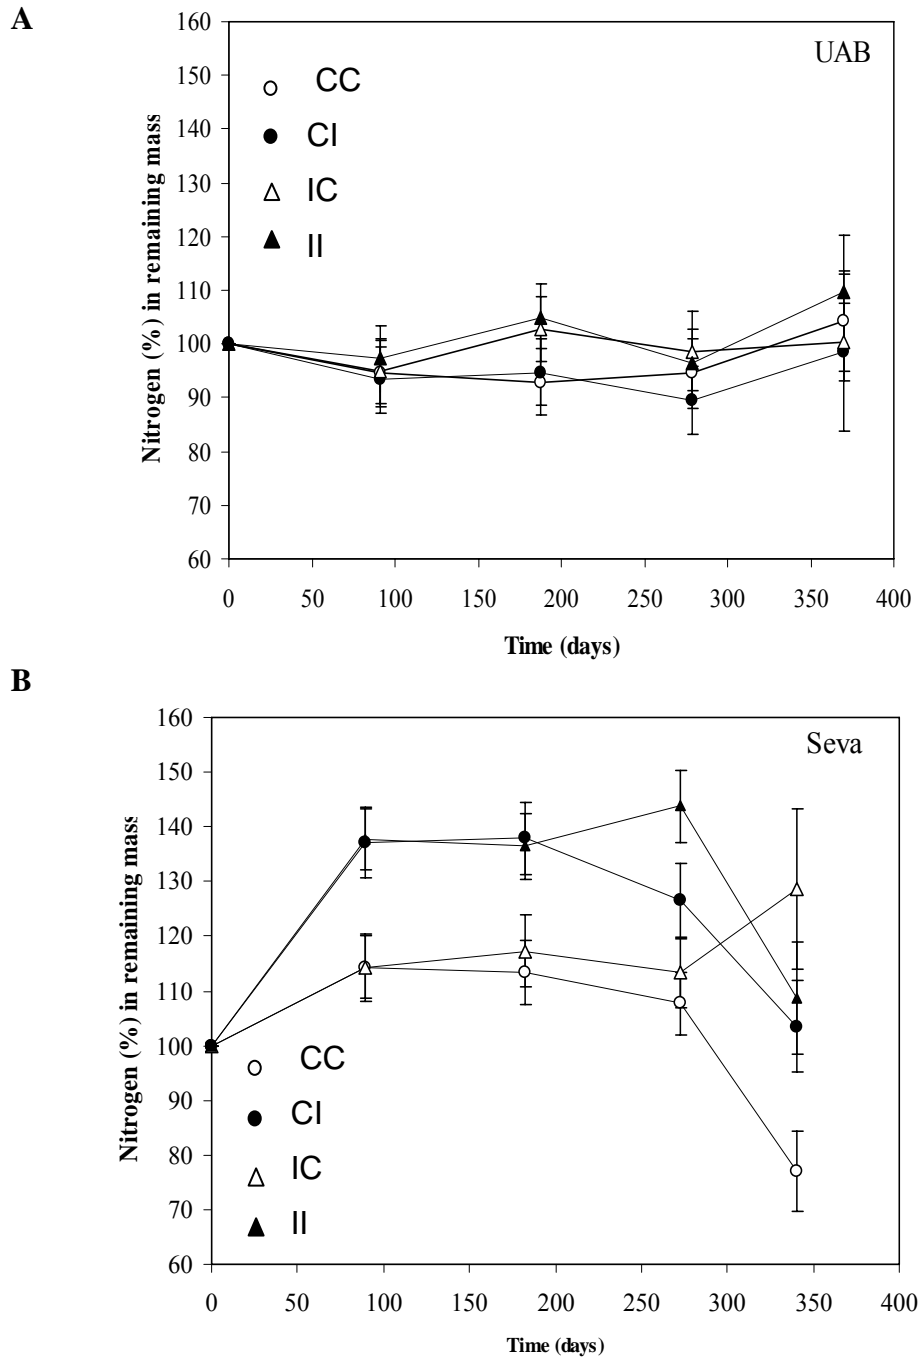 A
UAB
160
150
140
130
120
110
100
90
80
70
60
Nitrogen (%) in remaining mass
CC
CI
IC
II
0 50 100 150 200 250 300 350 400
Time (days)
B
Seva
160
150
140
130
120
110
100
90
80
70
60
Nitrogen (%) in remaining mass
CC
CI
IC
II
0 50 100 150 200 250 300 350 400
Time (days)